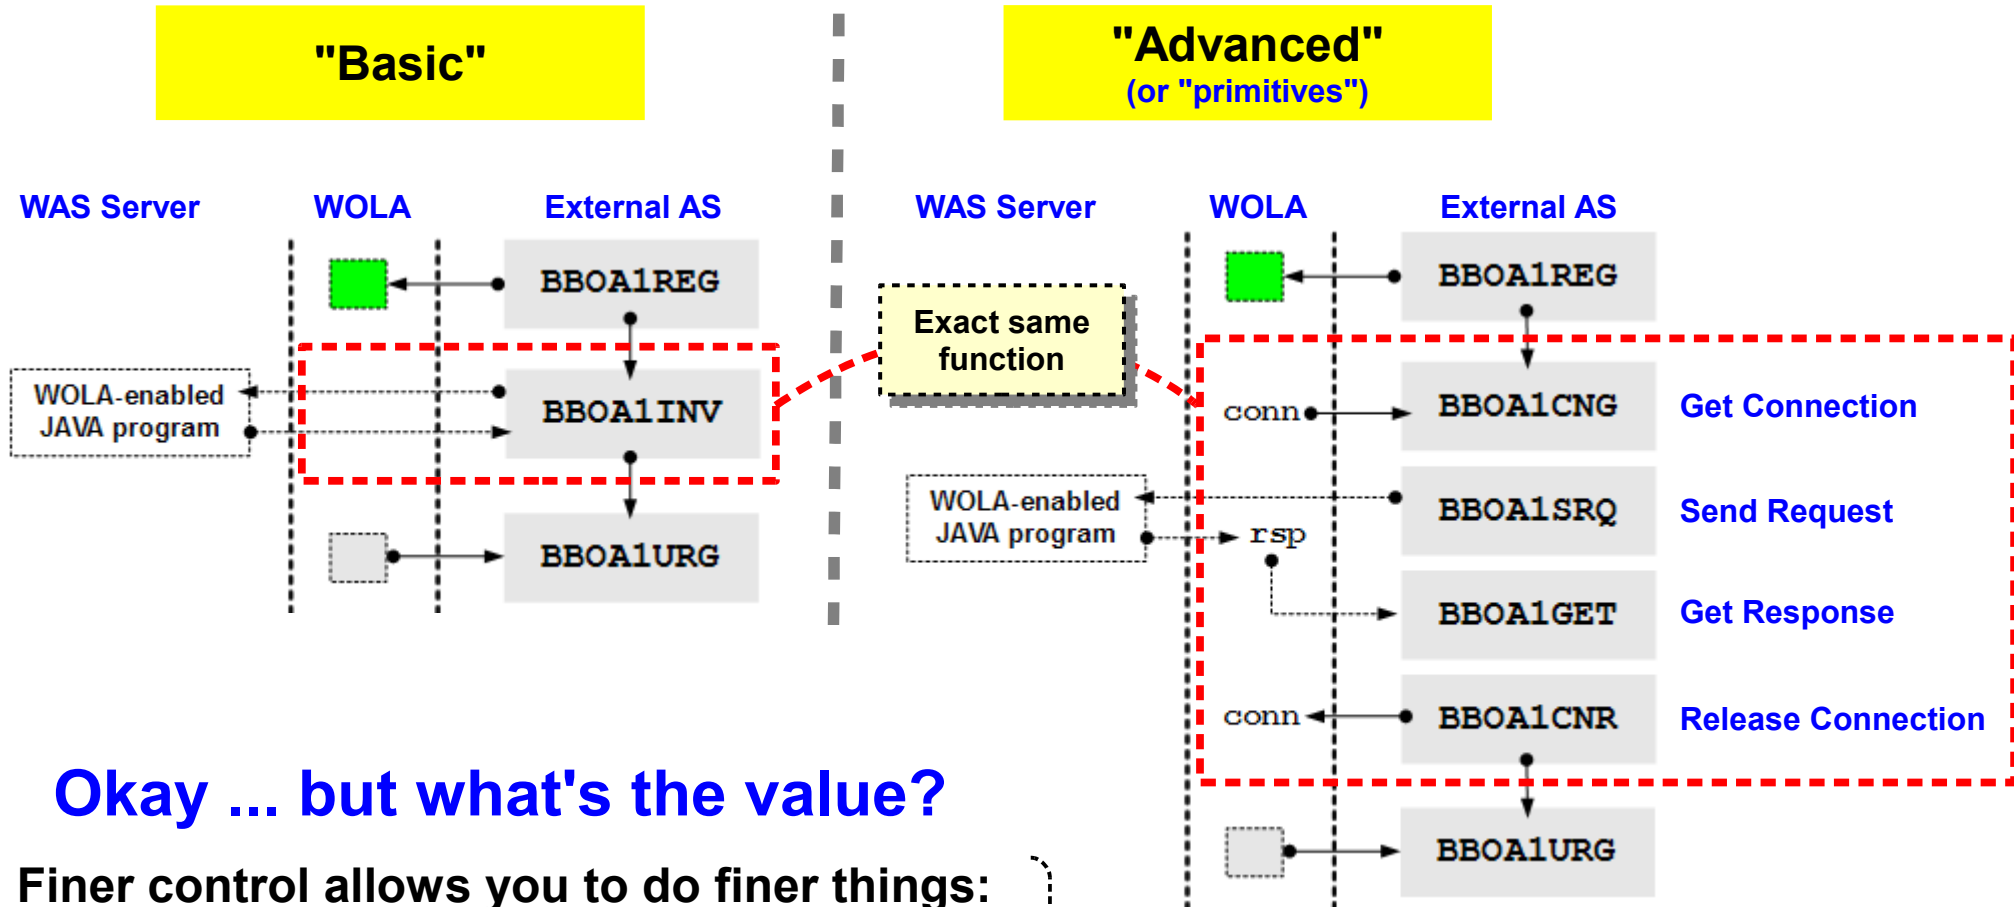 "Basic"
"Advanced"
(or "primitives")
WAS Server
WOLA
External AS
BBOA1REG
WOLA-enabled
JAVA program
BBOA1INV
BBOA1URG
Exact same
function
WAS Server
WOLA
External AS
BBOA1REG
conn
BBOA1CNG
Get Connection
WOLA-enabled
JAVA program
BBOA1SRQ
Send Request
rsp
BBOA1GET
Get Response
conn
BBOA1CNR
Release Connection
BBOA1URG
Okay ... but what's the value?
Finer control allows you to do finer things: